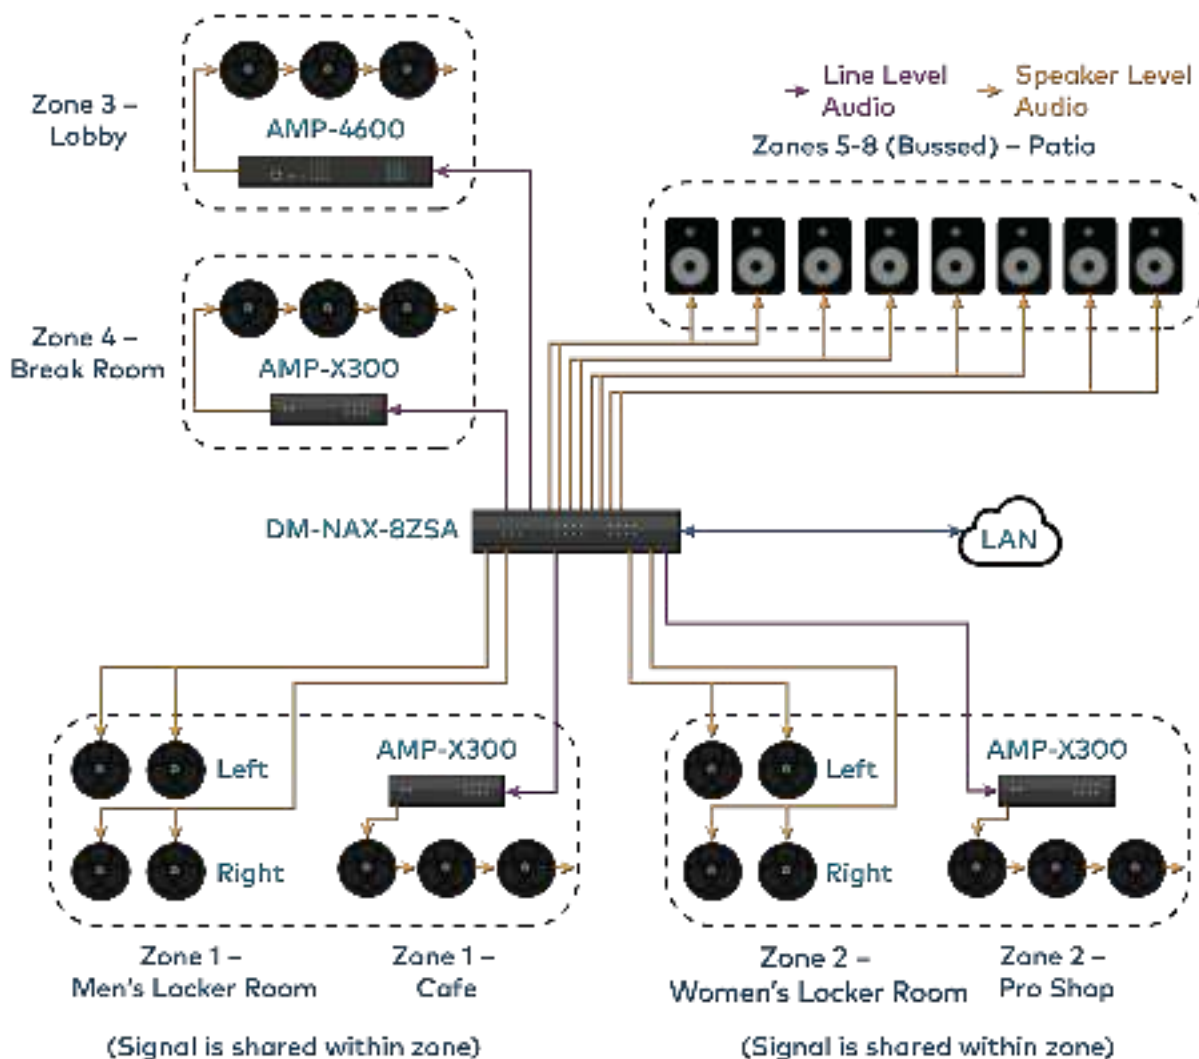 Line Level
Audio
Speaker Level
Audio
Zone 3 –
Lobby
AMP-4600
Zones 5-8 (Bussed) – Patio
Zone 4 –
Break Room
AMP-X300
DM-NAX-8ZSA
LAN
Left
Right
AMP-X300
Left
Right
AMP-X300
Zone 1 –
Men's Locker Room
Zone 1 –
Cafe
Zone 2 –
Women's Locker Room
Zone 2 –
Pro Shop
(Signal is shared within zone)
(Signal is shared within zone)